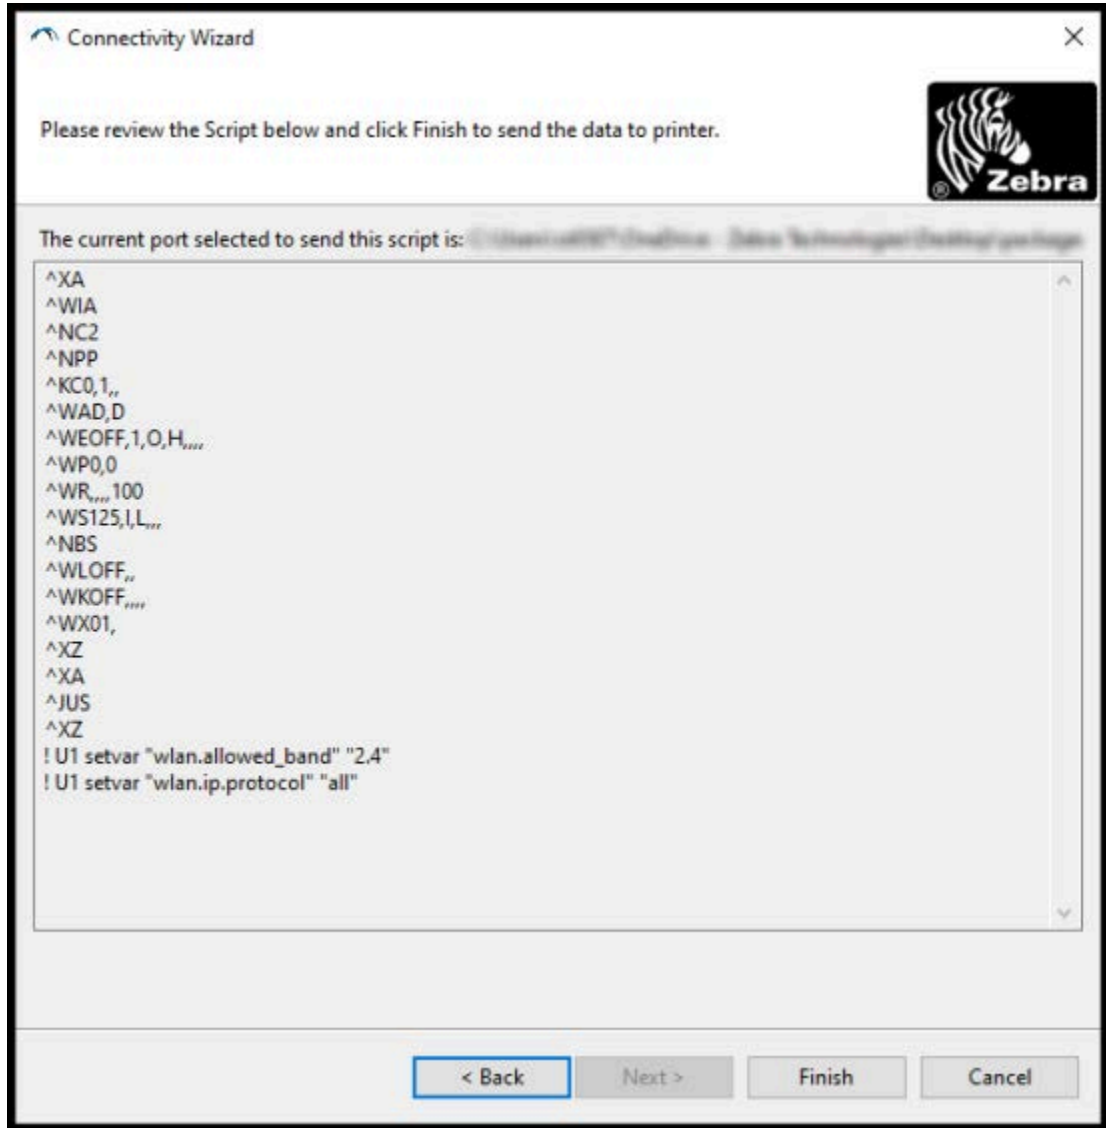 Connectivity Wizard
Please review the Script below and click Finish to send the data to printer.
® Zebra
The current port selected to send this script is:
^XA
^WIA
^NC2
^NPP
^KC0,1,,
^WAD,D
^WEOFF,1,O,H,,,,
^WP0,0
^WR,,,,100
^WS125,I,L,,,
^NBS
^WLOFF,,
^WKOFF,,,,
^WX01,
^XZ
^XA
^JUS
^XZ
! U1 setvar "wlan.allowed_band" "2.4"
! U1 setvar "wlan.ip.protocol" "all"
< Back Next > Finish Cancel